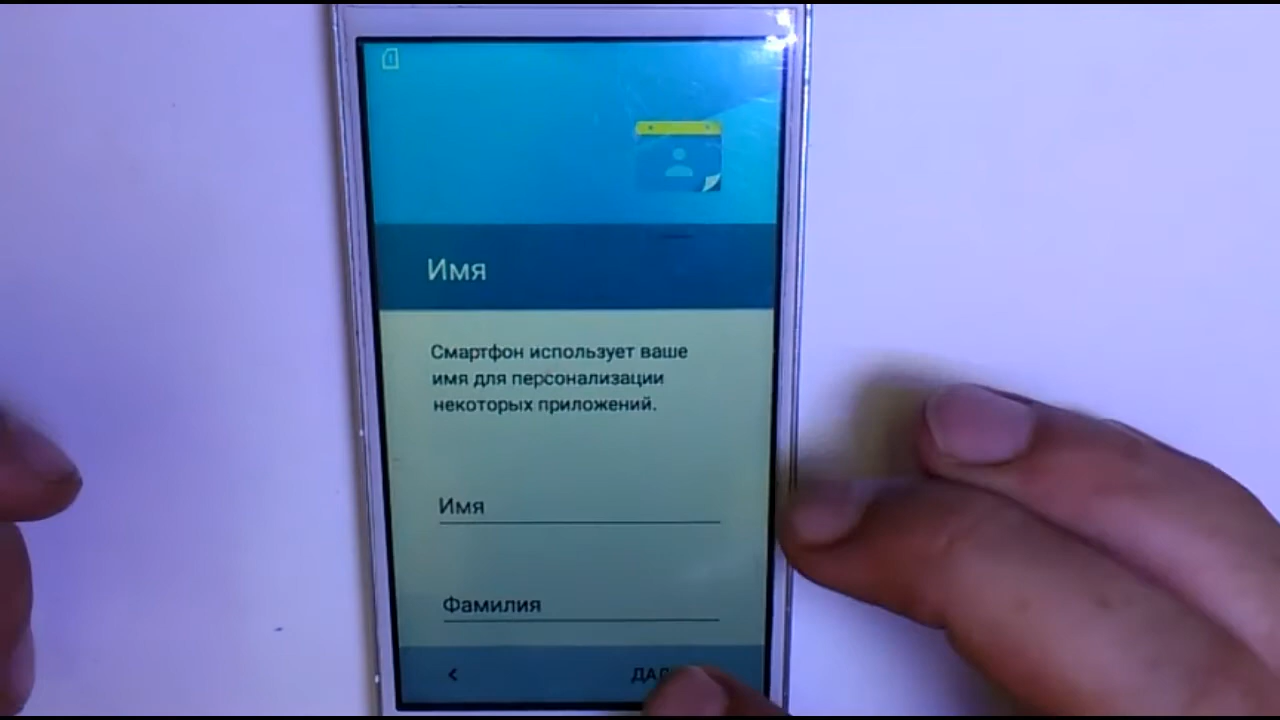 Имя
Смартфон использует ваше
имя для персонализации
некоторых приложений.
Имя
Фамилия